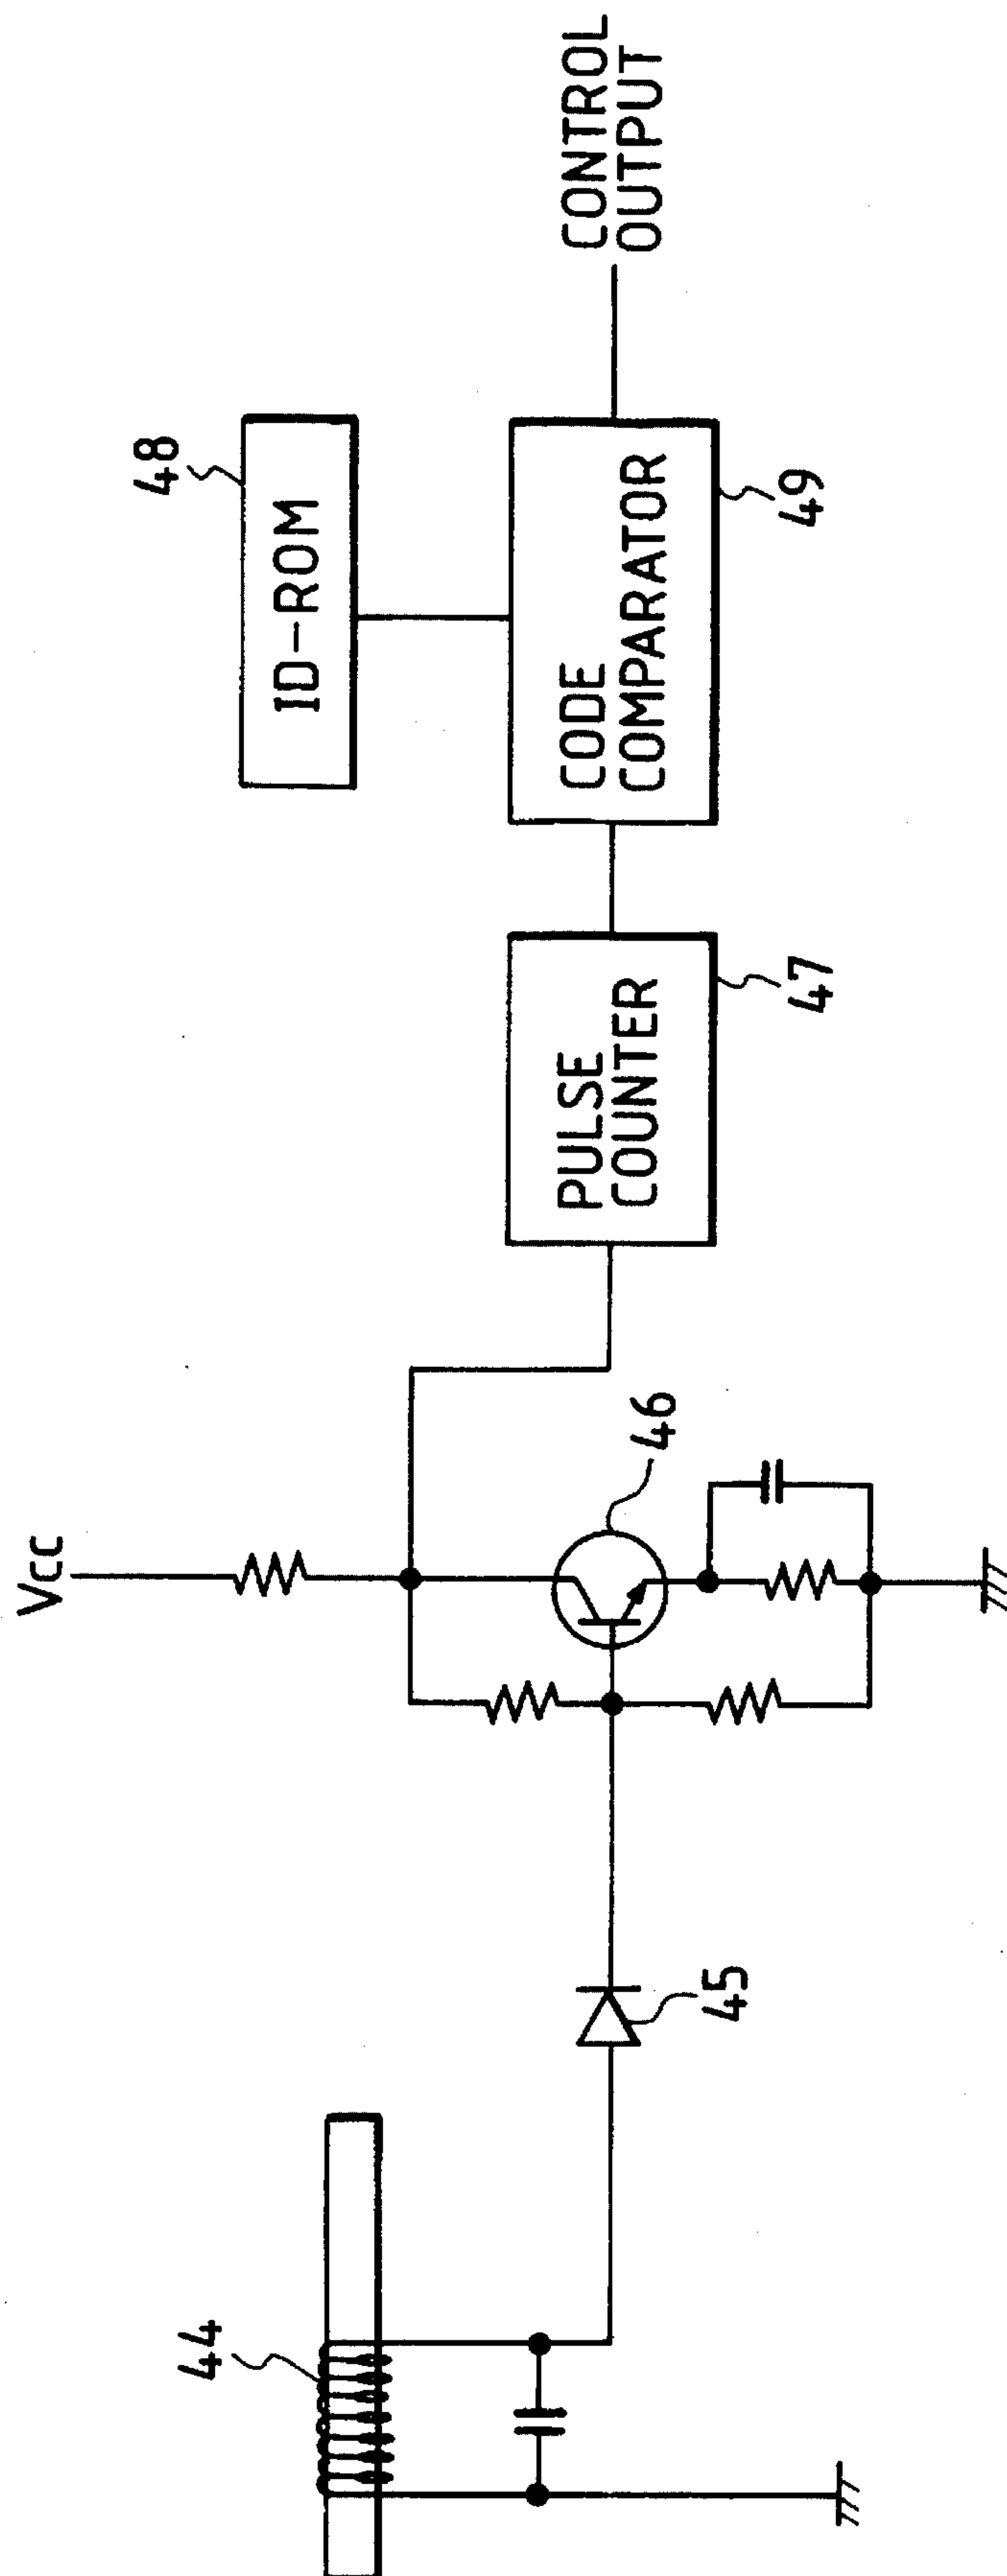 44
45
Vcc
46
PULSE
COUNTER
47
ID-ROM
48
CODE
COMPARATOR
49
CONTROL
OUTPUT